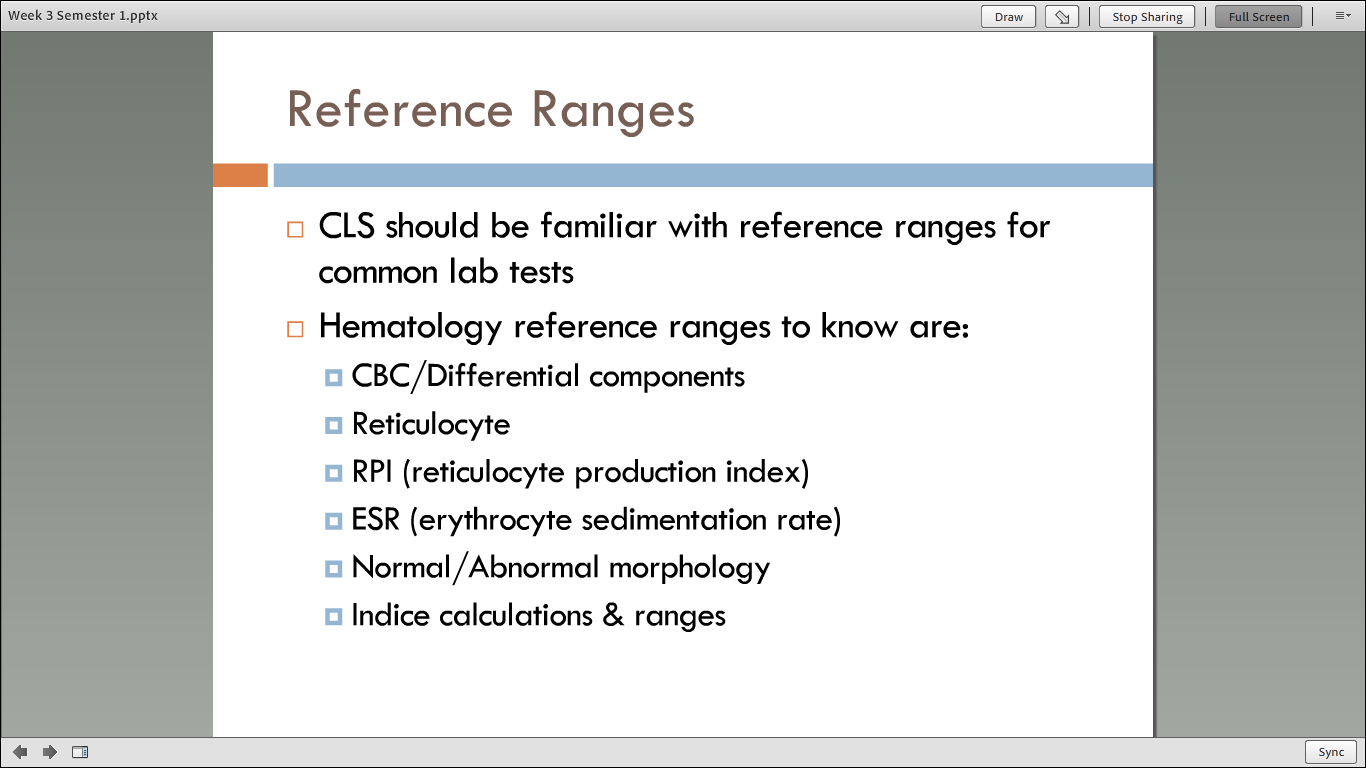 Week 3 Semester 1.pptx
Draw
Stop Sharing
Full Screen
Reference Ranges
CLS should be familiar with reference ranges for
common lab tests
Hematology reference ranges to know are:
CBC/Differential components
Reticulocyte
RPI (reticulocyte production index)
ESR (erythrocyte sedimentation rate)
Normal/Abnormal morphology
Indice calculations & ranges
Sync